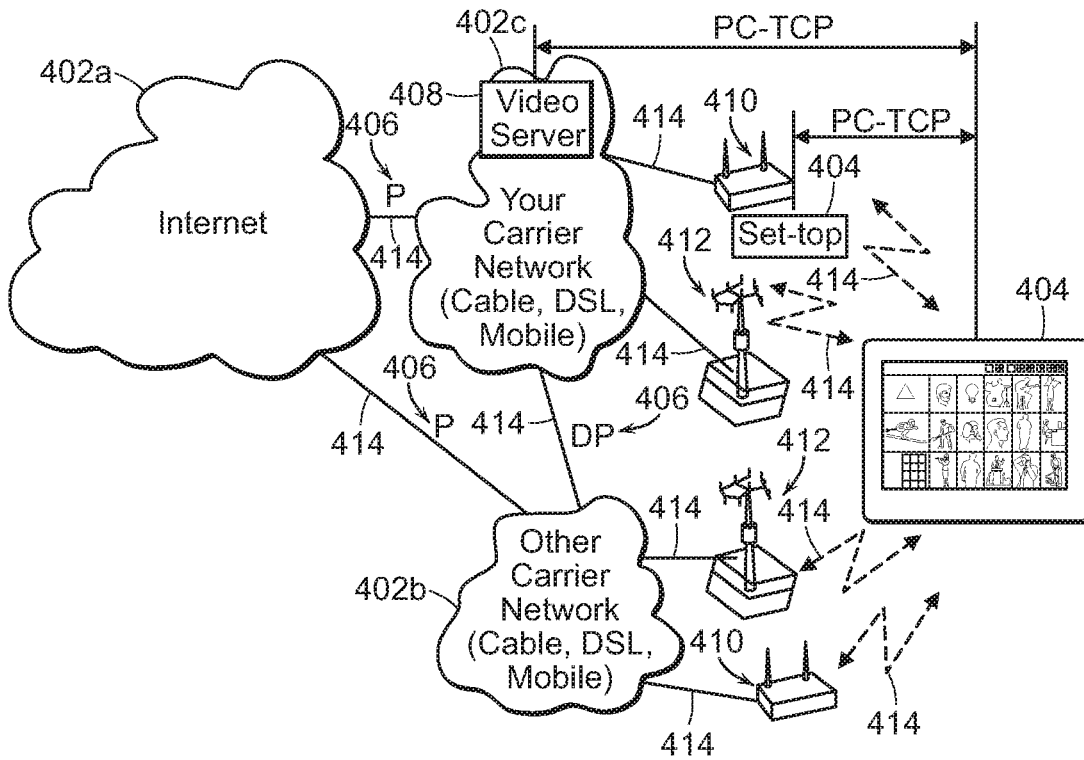 402c
PC-TCP
402a
408
Video
Server
406
414
410
PC-TCP
P
404
Internet
Your
Carrier
Network
(Cable, DSL,
Mobile)
414
412
Set-top
414
404
414
414
406
P
414
414
DP
406
412
414
414
Other
Carrier
Network
(Cable, DSL,
Mobile)
402b
410
414
414